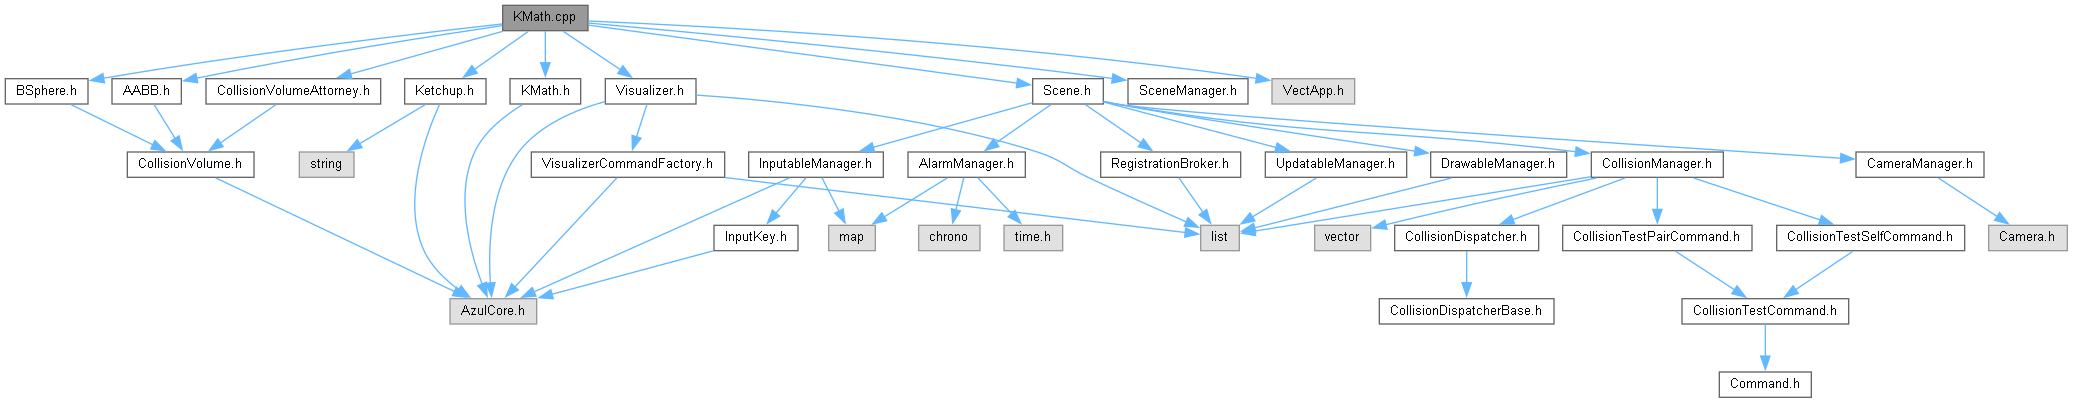 KMath.cpp
BSphere.h
AABB.h
CollisionVolumeAttorney.h
Ketchup.h
KMath.h
Visualizer.h
Scene.h
SceneManager.h
VectApp.h
CollisionVolume.h
string
VisualizerCommandFactory.h
InputableManager.h
AlarmManager.h
RegistrationBroker.h
UpdatableManager.h
DrawableManager.h
CollisionManager.h
CameraManager.h
InputKey.h
map
chrono
time.h
list
vector
CollisionDispatcher.h
CollisionTestPairCommand.h
CollisionTestSelfCommand.h
Camera.h
AzulCore.h
CollisionDispatcherBase.h
CollisionTestCommand.h
Command.h